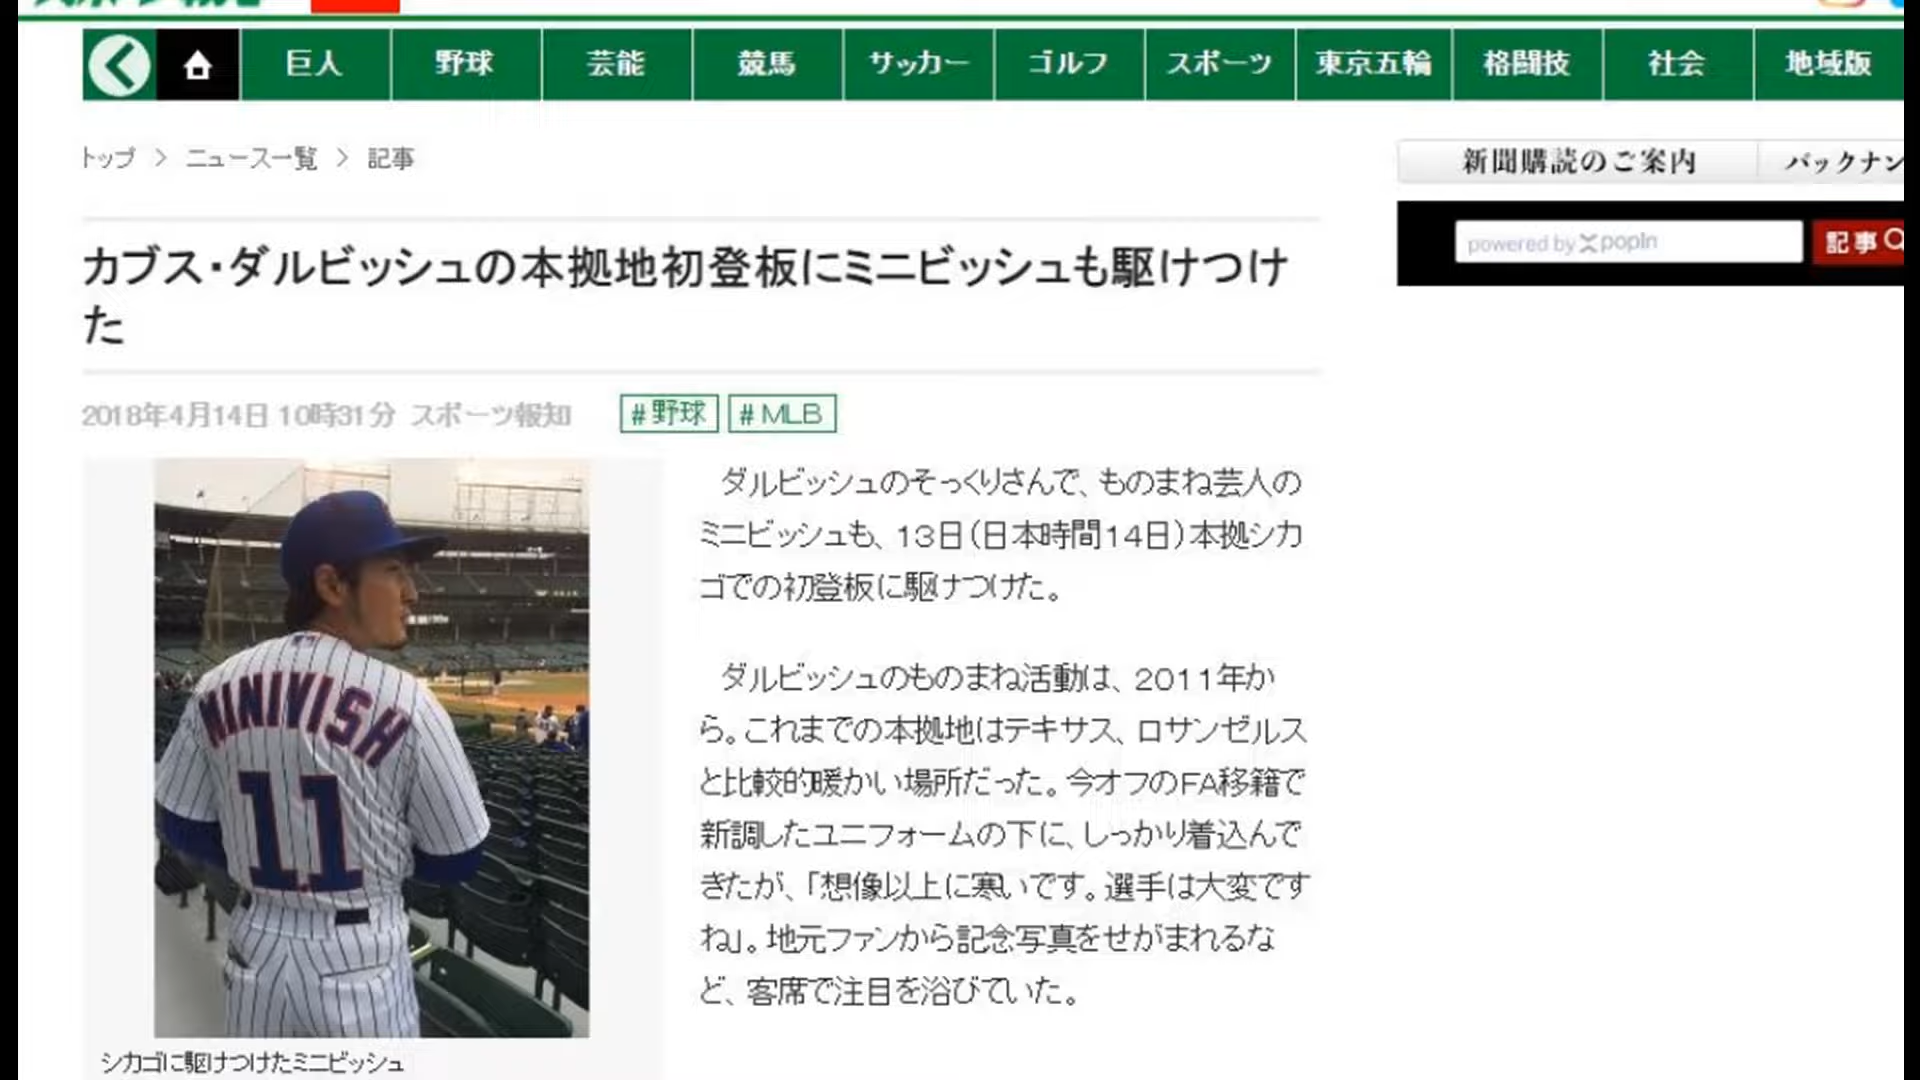 巨人 野球 芸能 競馬 サッカー ゴルフ スポーツ 東京五輪 格闘技 社会 地域版
トップ > ニュース一覧 > 記事
新聞購読のご案内 バックナン
powered by popIn 記事
カブス・ダルビッシュの本拠地初登板にミニビッシュも駆けつけ
た
2018年4月14日 10時31分 スポーツ報知 #野球 #MLB
MINIVISH
11
シカゴに駆けつけたミニビッシュ
ダルビッシュのそっくりさんで、ものまね芸人の
ミニビッシュも、13日(日本時間14日)本拠シカ
ゴでの初登板に駆けつけた。
ダルビッシュのものまね活動は、2011年か
ら。これまでの本拠地はテキサス、ロサンゼルス
と比較的暖かい場所だった。今オフのFA移籍で
新調したユニフォームの下に、しっかり着込んで
きたが、「想像以上に寒いです。選手は大変です
ね」。地元ファンから記念写真をせがまれるな
ど、客席で注目を浴びていた。